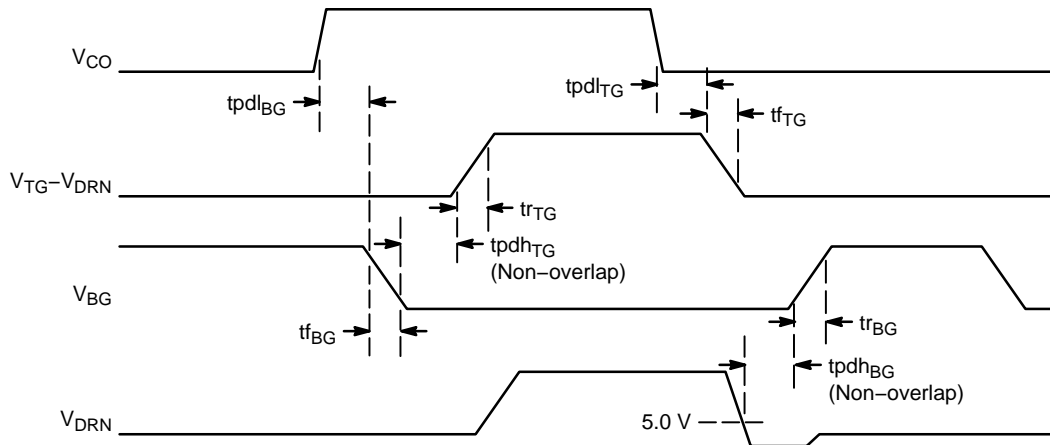 V_CO
tpdl_BG
tpdl_TG
tf_TG
V_TG–V_DRN
tr_TG
tpdh_TG
(Non–overlap)
V_BG
tf_BG
tr_BG
tpdh_BG
(Non–overlap)
5.0 V
V_DRN